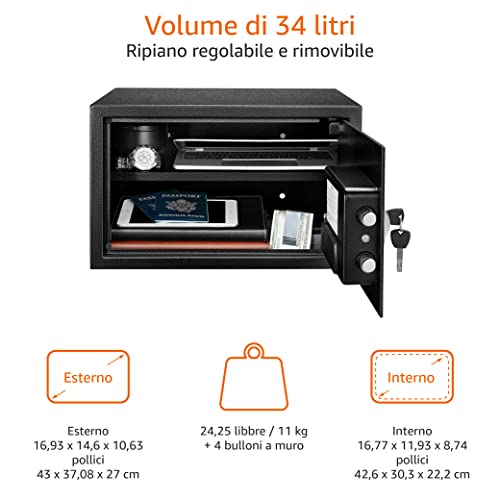 Volume di 34 litri
Ripiano regolabile e rimovibile
PASSPORT
Esterno
Interno
Esterno
16,93 x 14,6 x 10,63
pollici
43 x 37,08 x 27 cm
24,25 libbre / 11 kg
+ 4 bulloni a muro
Interno
16,77 x 11,93 x 8,74
pollici
42,6 x 30,3 x 22,2 cm